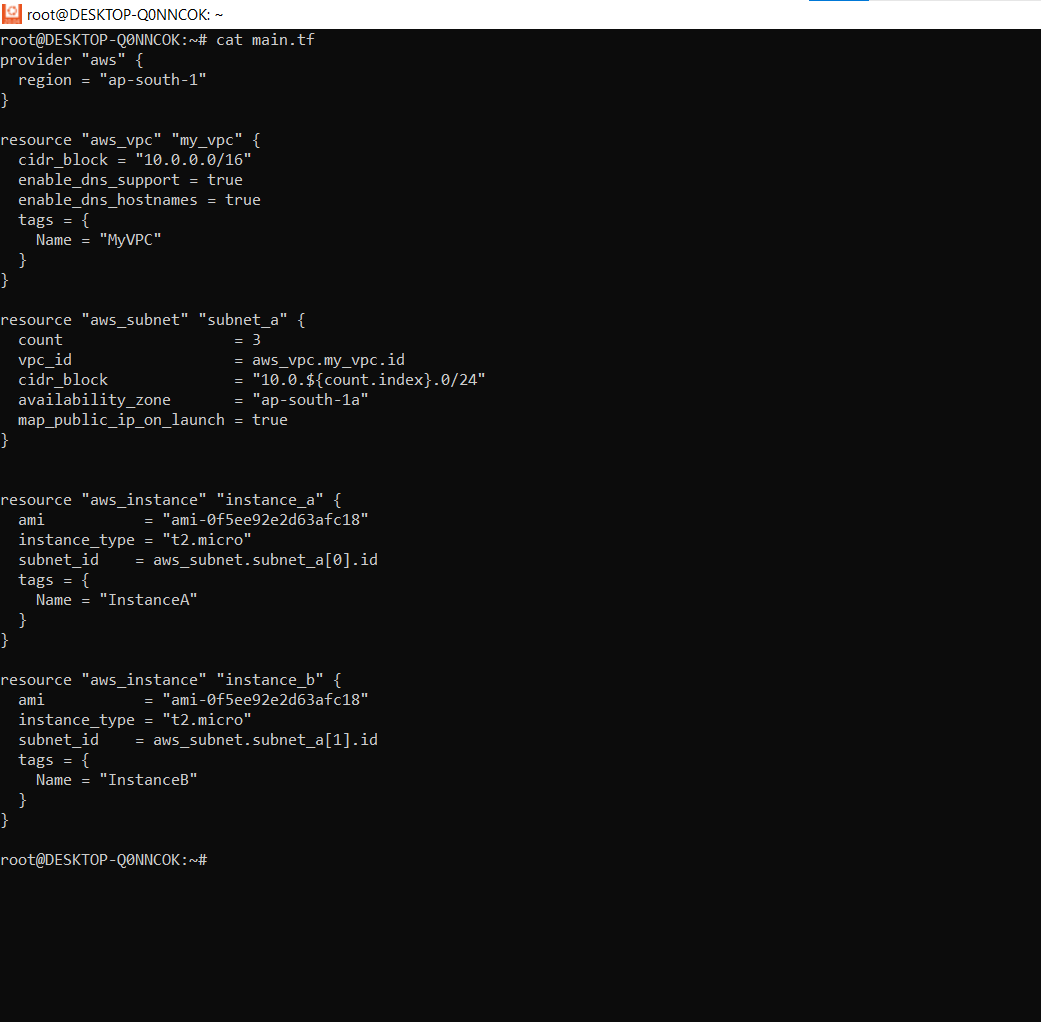 root@DESKTOP-Q0NNCOK: ~
root@DESKTOP-Q0NNCOK:~# cat main.tf
provider "aws" {
  region = "ap-south-1"
}

resource "aws_vpc" "my_vpc" {
  cidr_block = "10.0.0.0/16"
  enable_dns_support = true
  enable_dns_hostnames = true
  tags = {
    Name = "MyVPC"
  }
}

resource "aws_subnet" "subnet_a" {
  count                   = 3
  vpc_id                  = aws_vpc.my_vpc.id
  cidr_block              = "10.0.${count.index}.0/24"
  availability_zone       = "ap-south-1a"
  map_public_ip_on_launch = true
}


resource "aws_instance" "instance_a" {
  ami           = "ami-0f5ee92e2d63afc18"
  instance_type = "t2.micro"
  subnet_id    = aws_subnet.subnet_a[0].id
  tags = {
    Name = "InstanceA"
  }
}

resource "aws_instance" "instance_b" {
  ami           = "ami-0f5ee92e2d63afc18"
  instance_type = "t2.micro"
  subnet_id    = aws_subnet.subnet_a[1].id
  tags = {
    Name = "InstanceB"
  }
}

root@DESKTOP-Q0NNCOK:~#